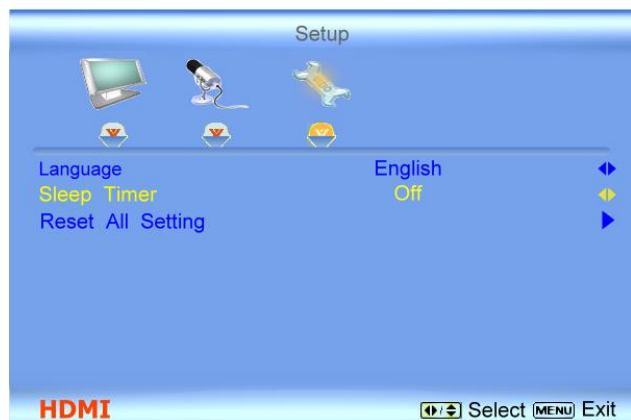 Setup
Language English
Sleep Timer Off
Reset All Setting
HDMI Select MENU Exit